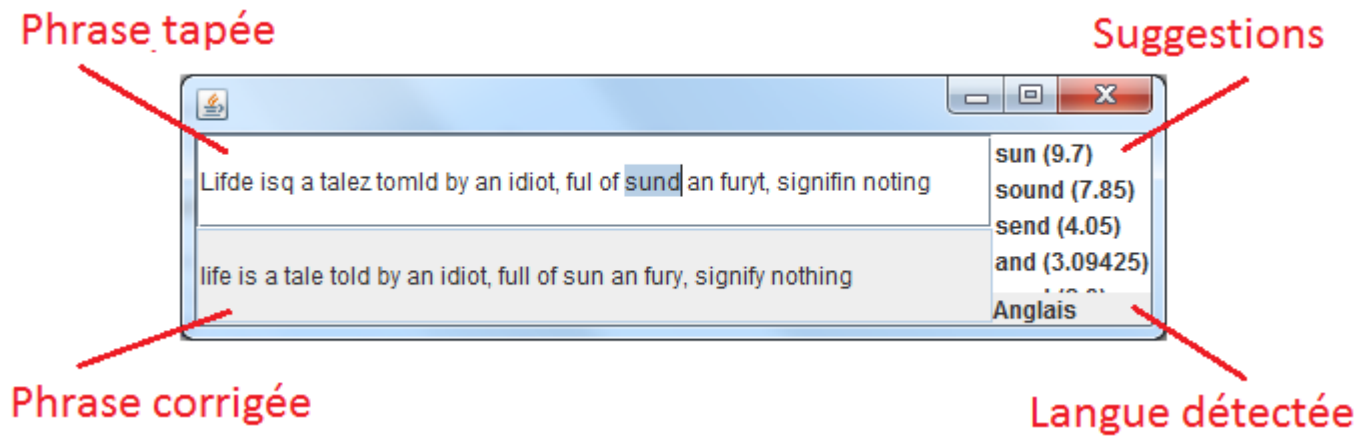 Phrase tapée
Suggestions
Lifde isq a talez tomld by an idiot, ful of sund an furyt, signifin noting
sun (9.7)
sound (7.85)
send (4.05)
and (3.09425)
life is a tale told by an idiot, full of sun an fury, signify nothing
Anglais
Phrase corrigée
Langue détectée